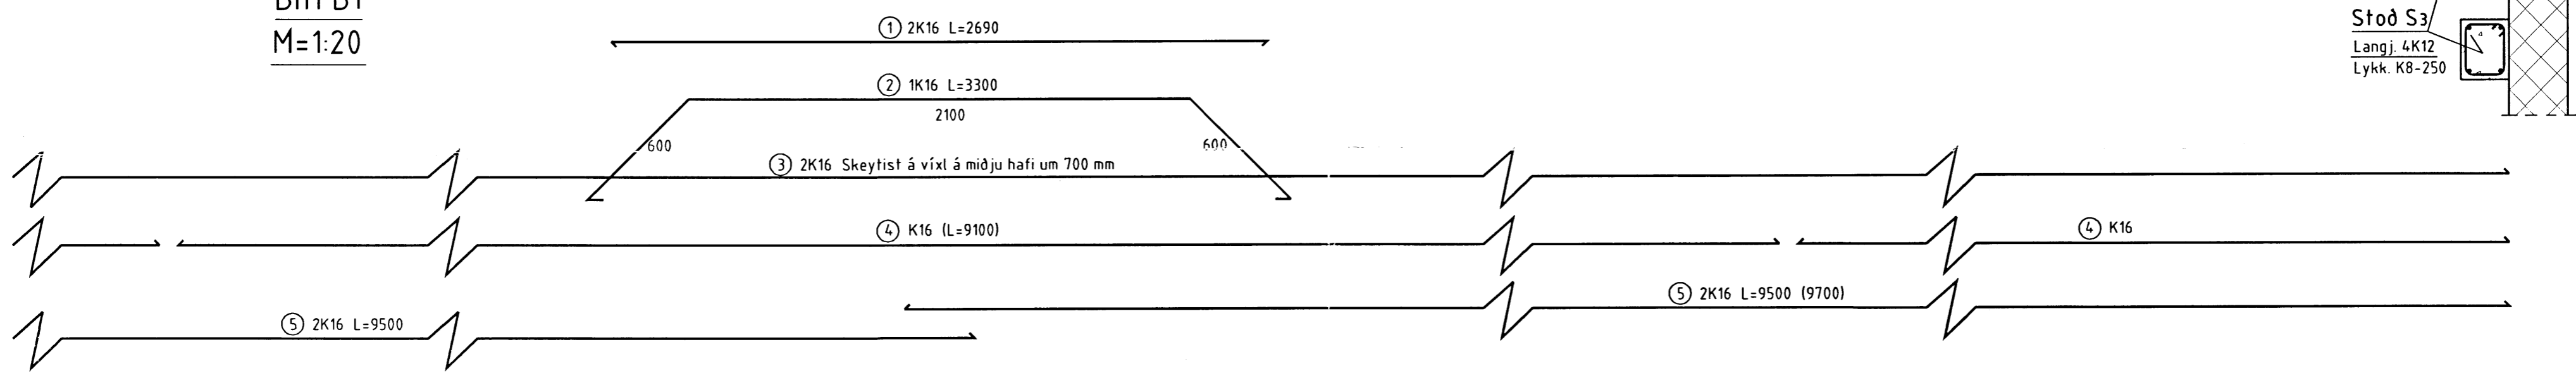 M=1:20
1 2K16 L=2690
2 1K16 L=3300
2100
600
600
3 2K16 Skeytist á víxl á miðju hafi um 700 mm
4 K16 (L=9100)
4 K16
5 2K16 L=9500 (9700)
5 2K16 L=9500
Stoð S3
Langj. 4K12
Lykk. K8-250